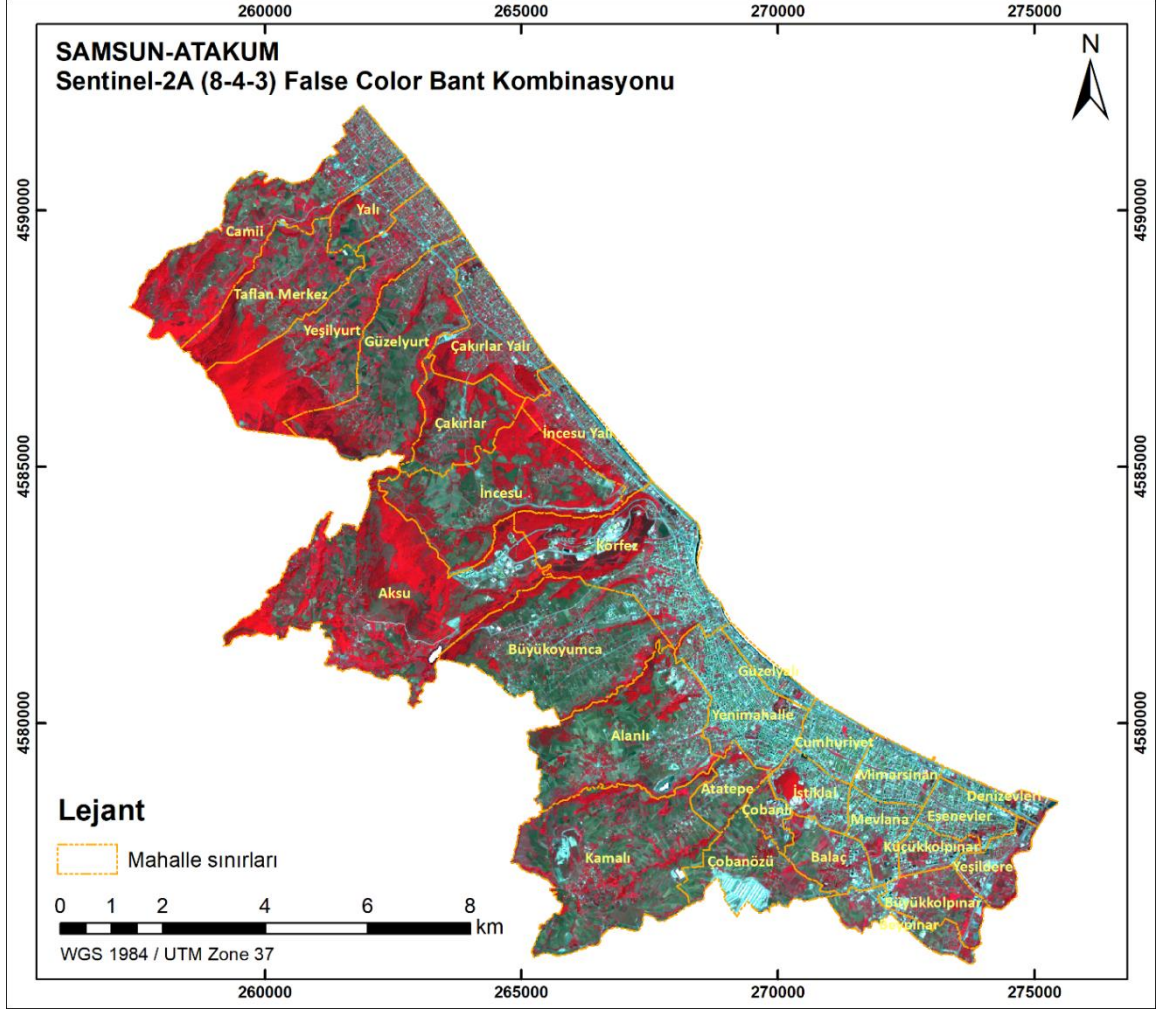 260000 265000 270000 275000
SAMSUN-ATAKUM
Sentinel-2A (8-4-3) False Color Bant Kombinasyonu
N
4590000
4590000
Yalı
Camii
Taflan Merkez
Yeşilyurt
Güzelyurt
Çakırlar Yalı
Çakırlar
İncesu Yalı
4585000
4585000
İncesu
Körfez
Aksu
Büyükoyumca
Güzelyalı
Yenimahalle
4580000
4580000
Alanlı
Cumhuriyet
Mimarsinan
Atatepe
İstiklal
Denizevleri
Çobanlı
Mevlana
Esenevler
Küçükkolpınar
Kamalı
Çobanözü
Balaç
Yeşildere
Büyükkolpınar
Beypınar
Lejant
Mahalle sınırları
0 1 2 4 6 8
km
WGS 1984 / UTM Zone 37
260000 265000 270000 275000